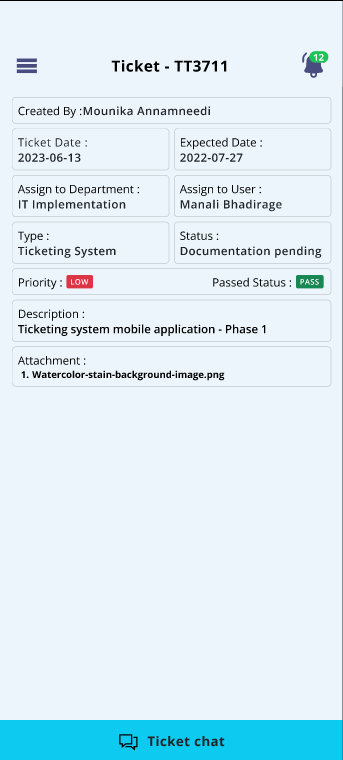 Ticket - TT3711
12
Created By :Mounika Annamneedi
Ticket Date :
2023-06-13
Expected Date :
2022-07-27
Assign to Department :
IT Implementation
Assign to User :
Manali Bhadirage
Type :
Ticketing System
Status :
Documentation pending
Priority : LOW
Passed Status : PASS
Description :
Ticketing system mobile application - Phase 1
Attachment :
1. Watercolor-stain-background-image.png
Ticket chat